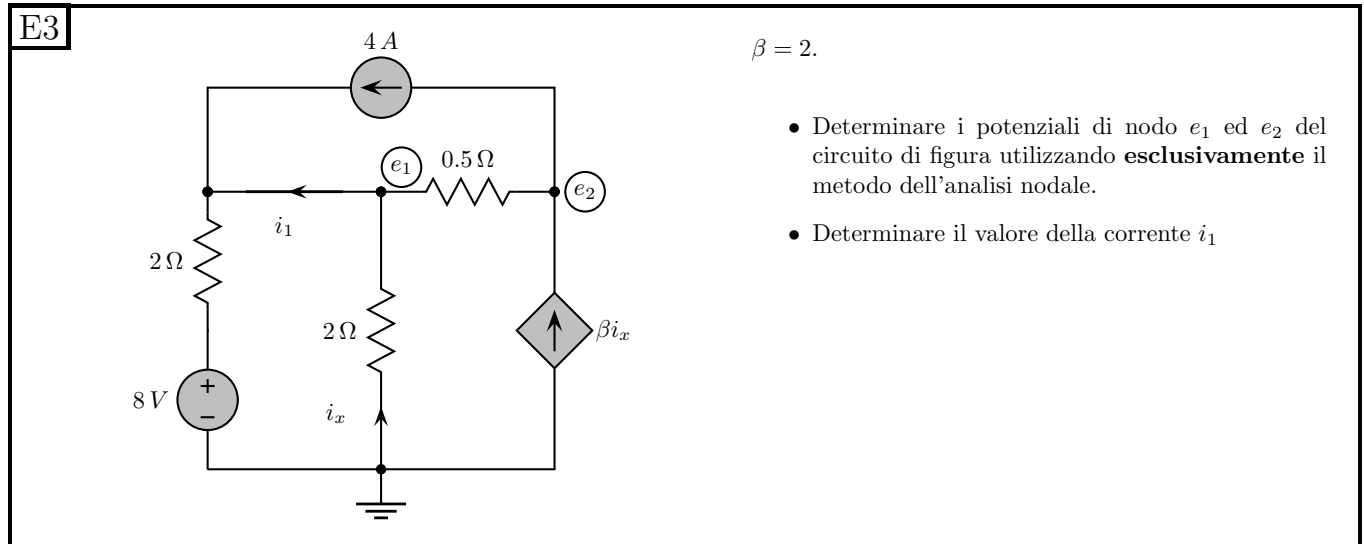 E3
4 A
β = 2.
• Determinare i potenziali di nodo e₁ ed e₂ del
circuito di figura utilizzando esclusivamente il
metodo dell'analisi nodale.
• Determinare il valore della corrente i₁
e₁
0.5 Ω
e₂
i₁
2 Ω
2 Ω
βiₓ
8 V
+
−
iₓ